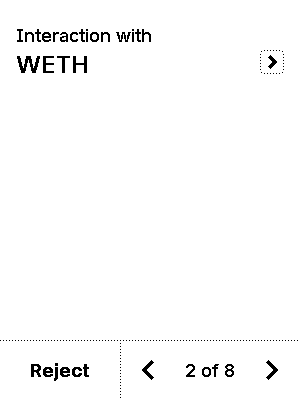 Interaction with
WETH
Reject
2 of 8